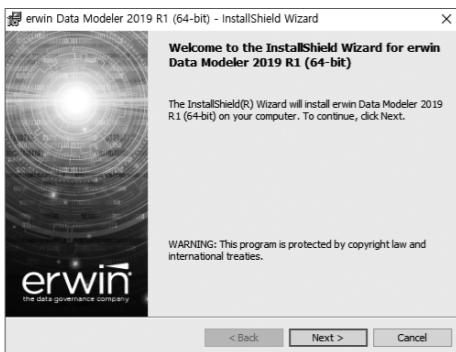 erwin Data Modeler 2019 R1 (64-bit) - InstallShield Wizard
Welcome to the InstallShield Wizard for erwin
Data Modeler 2019 R1 (64-bit)
The InstallShield(R) Wizard will install erwin Data Modeler 2019
R1 (64-bit) on your computer. To continue, click Next.
WARNING: This program is protected by copyright law and
international treaties.
erwin
the data governance company
< Back
Next >
Cancel